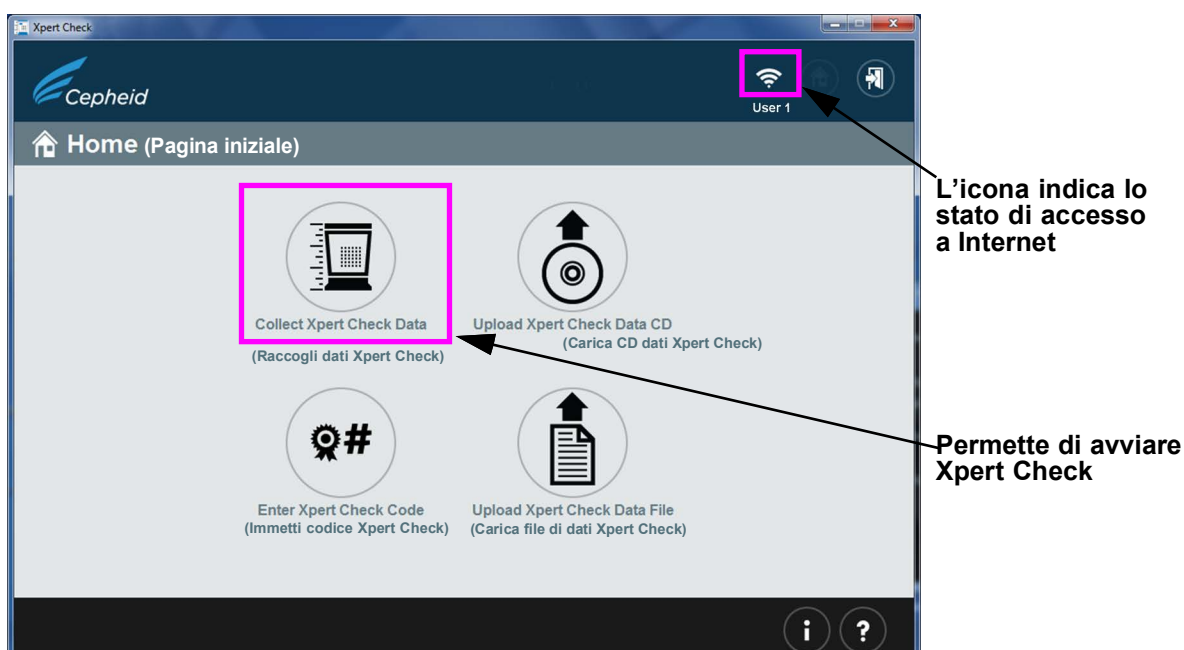 Xpert Check
Cepheid
User 1
Home (Pagina iniziale)
L'icona indica lo
stato di accesso
a Internet
Collect Xpert Check Data
(Raccogli dati Xpert Check)
Upload Xpert Check Data CD
(Carica CD dati Xpert Check)
Permette di avviare
Xpert Check
#
Enter Xpert Check Code
(Immetti codice Xpert Check)
Upload Xpert Check Data File
(Carica file di dati Xpert Check)
i ?